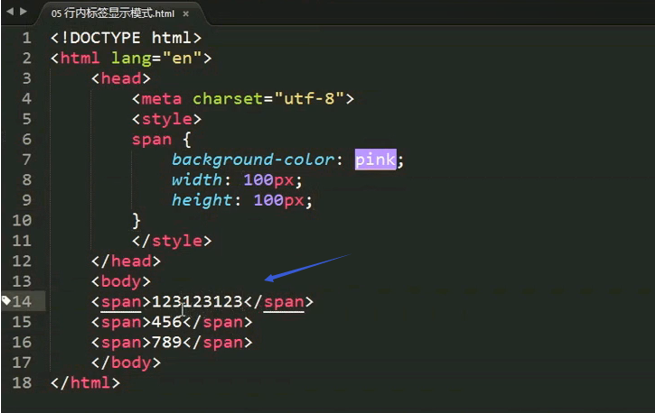 05 行内标签显示模式.html ×
1 <!DOCTYPE html>
2 <html lang="en">
3 <head>
4 <meta charset="utf-8">
5 <style>
6 span {
7 background-color: pink;
8 width: 100px;
9 height: 100px;
10 }
11 </style>
12 </head>
13 <body>
14 <span>123123123</span>
15 <span>456</span>
16 <span>789</span>
17 </body>
18 </html>